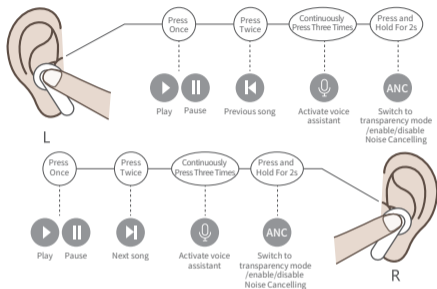 Press
Once
Press
Twice
Continuously
Press Three Times
Press and
Hold For 2s
ANC
Play
Pause
Previous song
Activate voice
assistant
Switch to
transparency mode
/enable/disable
Noise Cancelling
L
Press
Once
Press
Twice
Continuously
Press Three Times
Press and
Hold For 2s
ANC
Play
Pause
Next song
Activate voice
assistant
Switch to
transparency mode
/enable/disable
Noise Cancelling
R